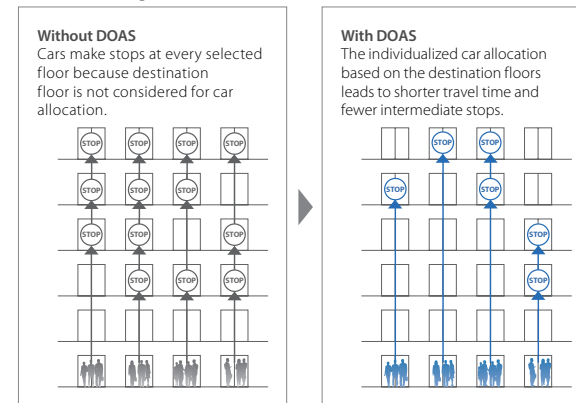 Without DOAS
Cars make stops at every selected
floor because destination
floor is not considered for car
allocation.
STOP STOP STOP STOP
STOP STOP STOP
STOP STOP STOP
STOP STOP STOP
With DOAS
The individualized car allocation
based on the destination floors
leads to shorter travel time and
fewer intermediate stops.
STOP STOP
STOP STOP
STOP
STOP